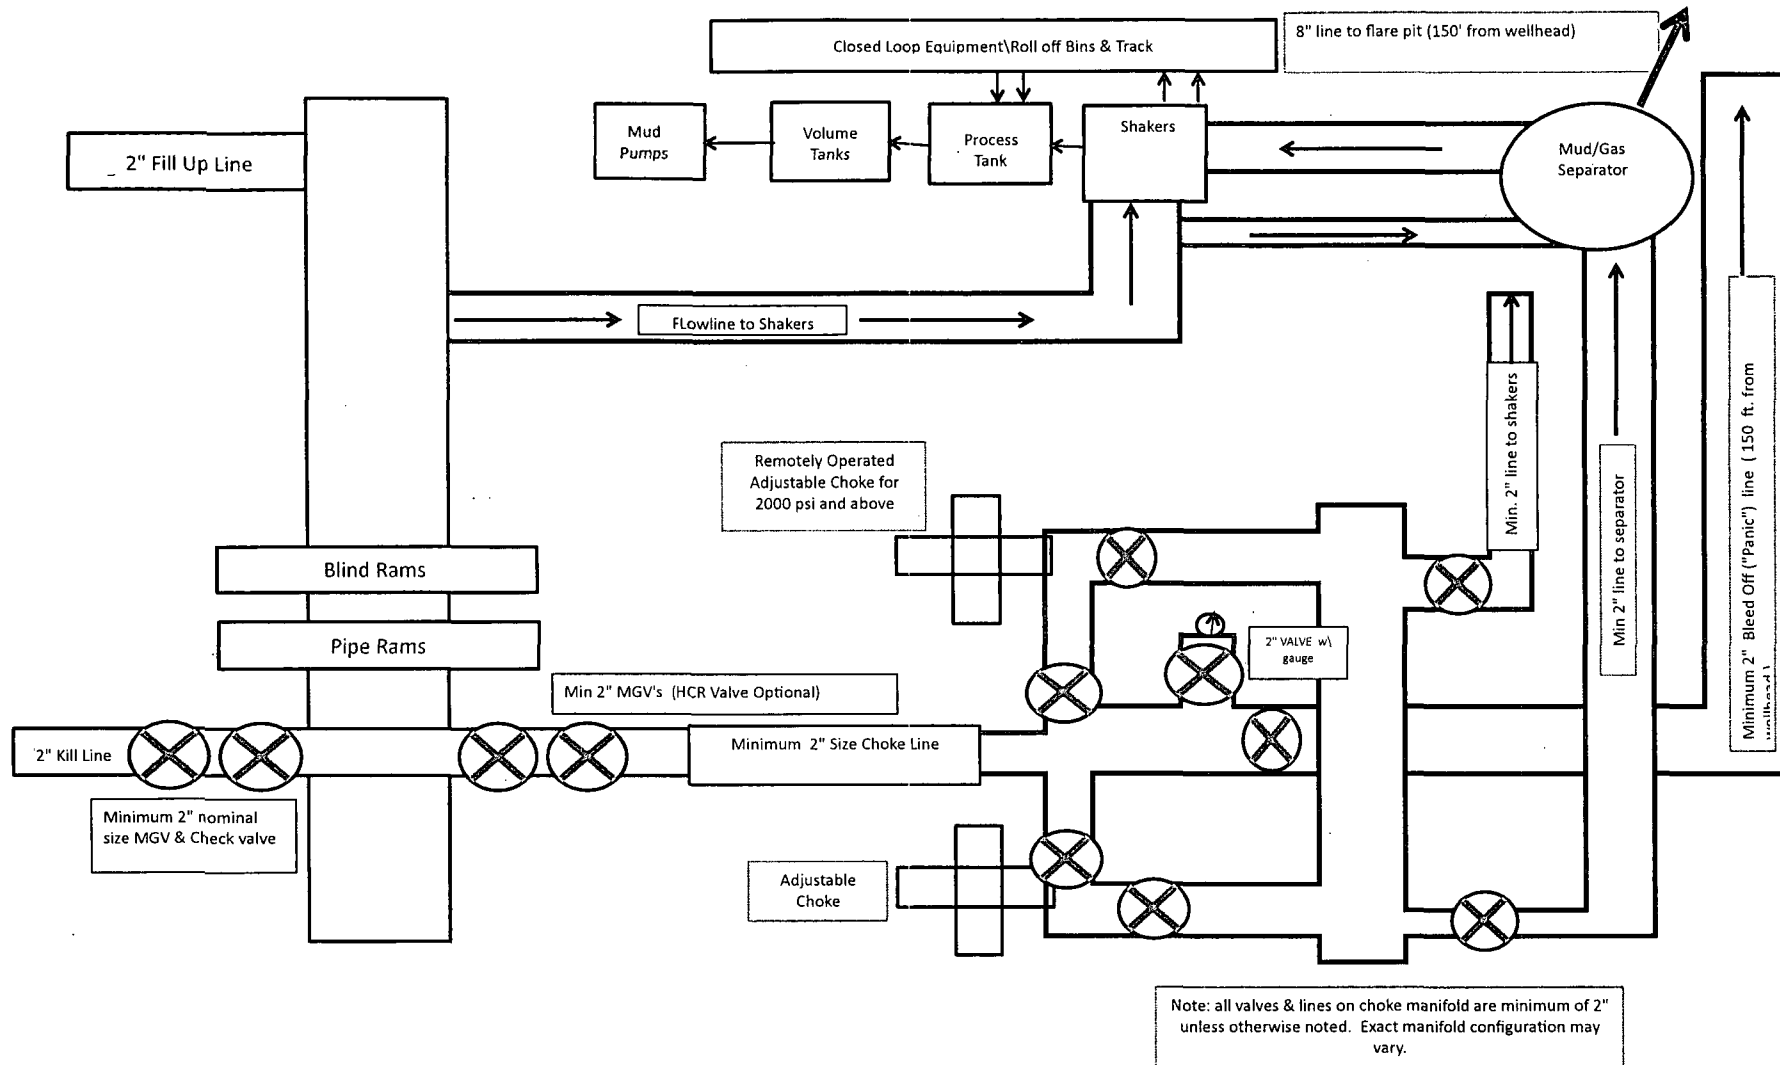 Closed Loop Equipment\Roll off Bins & Track
8" line to flare pit (150' from wellhead)
Mud
Pumps
Volume
Tanks
Process
Tank
Shakers
Mud/Gas
Separator
2" Fill Up Line
FLowline to Shakers
Min. 2" line to shakers
Min 2" line to separator
Minimum 2" Bleed Off ("Panic") line ( 150 ft. from
wellhead)
Remotely Operated
Adjustable Choke for
2000 psi and above
Blind Rams
Pipe Rams
2" VALVE w\
gauge
Min 2" MGV's (HCR Valve Optional)
2" Kill Line
Minimum 2" Size Choke Line
Minimum 2" nominal
size MGV & Check valve
Adjustable
Choke
Note: all valves & lines on choke manifold are minimum of 2"
unless otherwise noted. Exact manifold configuration may
vary.